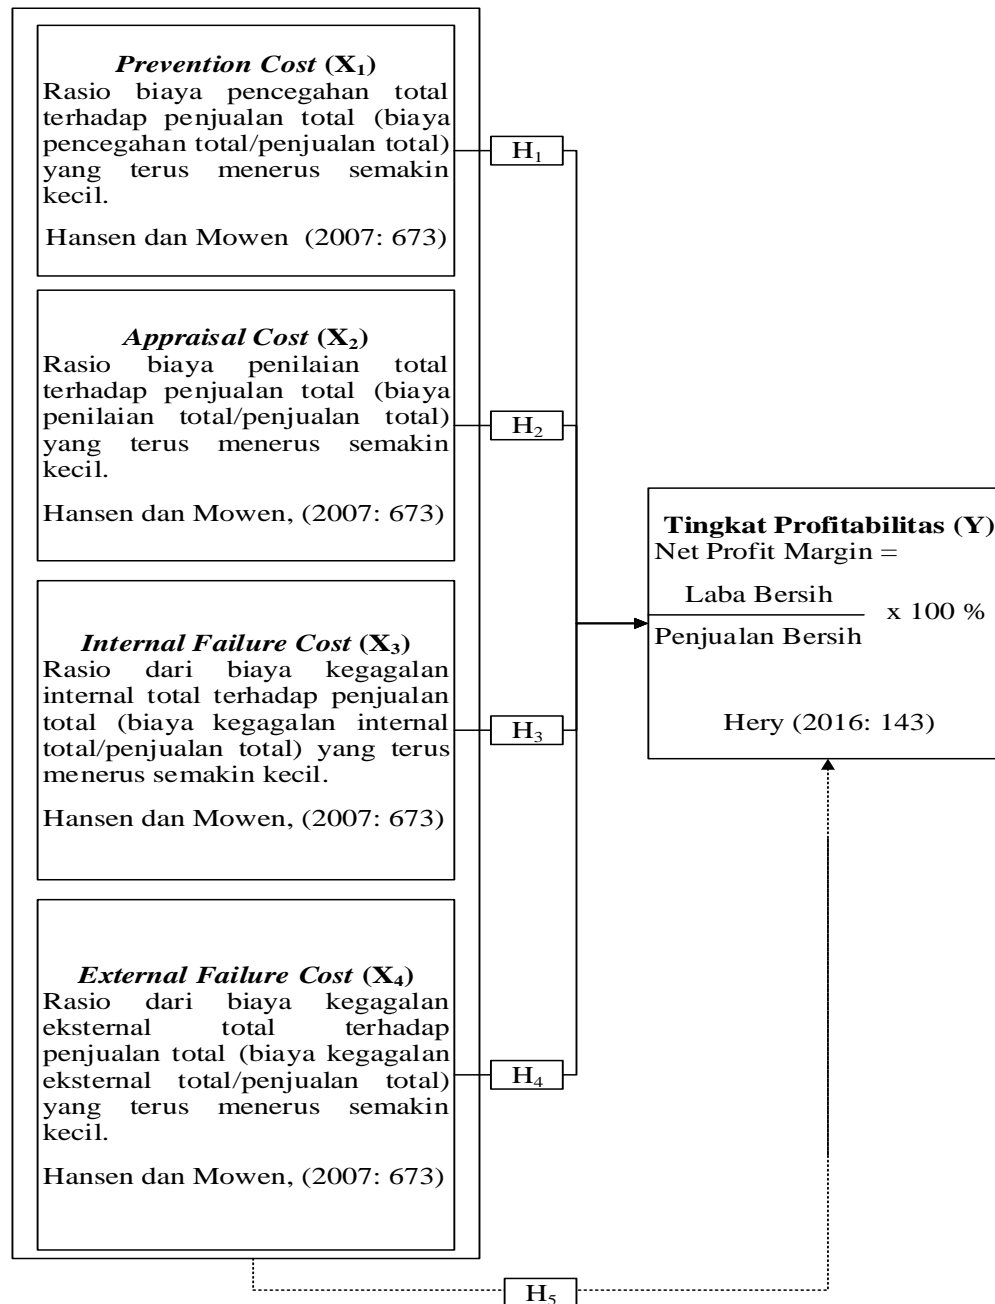 Prevention Cost (X₁)
Rasio biaya pencegahan total
terhadap penjualan total (biaya
pencegahan total/penjualan total)
yang terus menerus semakin
kecil.
Hansen dan Mowen (2007: 673)
H₁
Appraisal Cost (X₂)
Rasio biaya penilaian total
terhadap penjualan total (biaya
penilaian total/penjualan total)
yang terus menerus semakin
kecil.
Hansen dan Mowen, (2007: 673)
H₂
Internal Failure Cost (X₃)
Rasio dari biaya kegagalan
internal total terhadap penjualan
total (biaya kegagalan internal
total/penjualan total) yang terus
menerus semakin kecil.
Hansen dan Mowen, (2007: 673)
H₃
External Failure Cost (X₄)
Rasio dari biaya kegagalan
eksternal total terhadap
penjualan total (biaya kegagalan
eksternal total/penjualan total)
yang terus menerus semakin
kecil.
Hansen dan Mowen, (2007: 673)
H₄
Tingkat Profitabilitas (Y)
Net Profit Margin =
Laba Bersih
Penjualan Bersih
x 100 %
Hery (2016: 143)
H₅